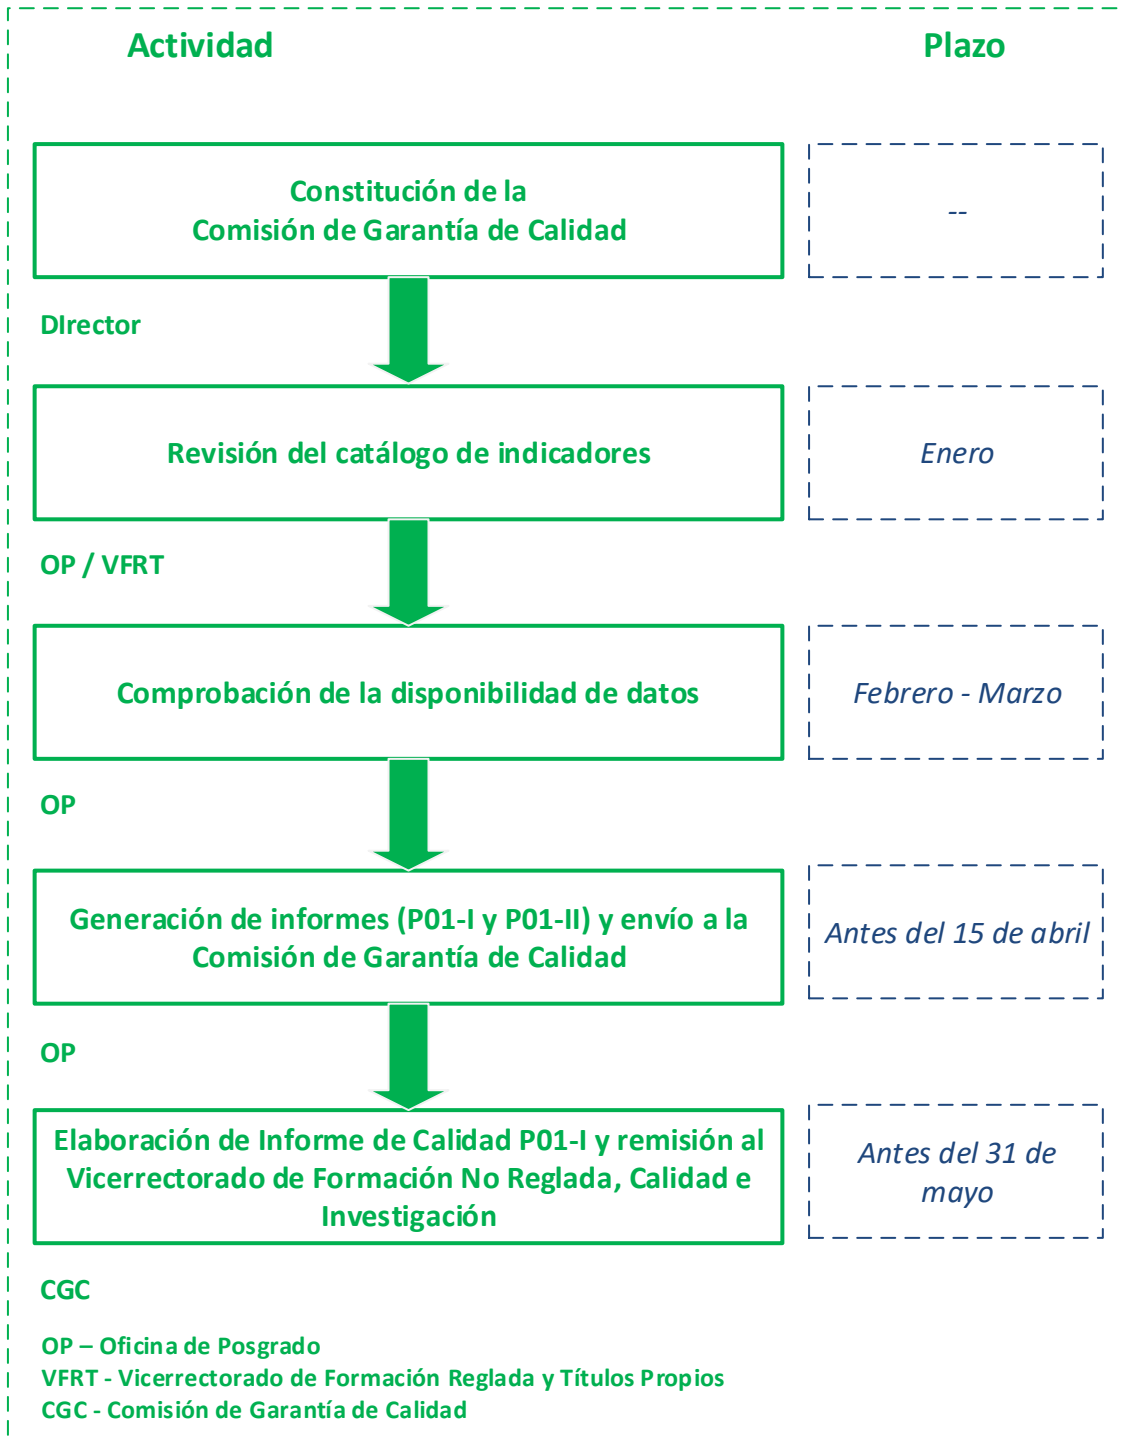 Actividad
Plazo
Constitución de la
Comisión de Garantía de Calidad
--
DIrector
Revisión del catálogo de indicadores
Enero
OP / VFRT
Comprobación de la disponibilidad de datos
Febrero - Marzo
OP
Generación de informes (P01-I y P01-II) y envío a la
Comisión de Garantía de Calidad
Antes del 15 de abril
OP
Elaboración de Informe de Calidad P01-I y remisión al
Vicerrectorado de Formación No Reglada, Calidad e
Investigación
Antes del 31 de
mayo
CGC
OP – Oficina de Posgrado
VFRT - Vicerrectorado de Formación Reglada y Títulos Propios
CGC - Comisión de Garantía de Calidad